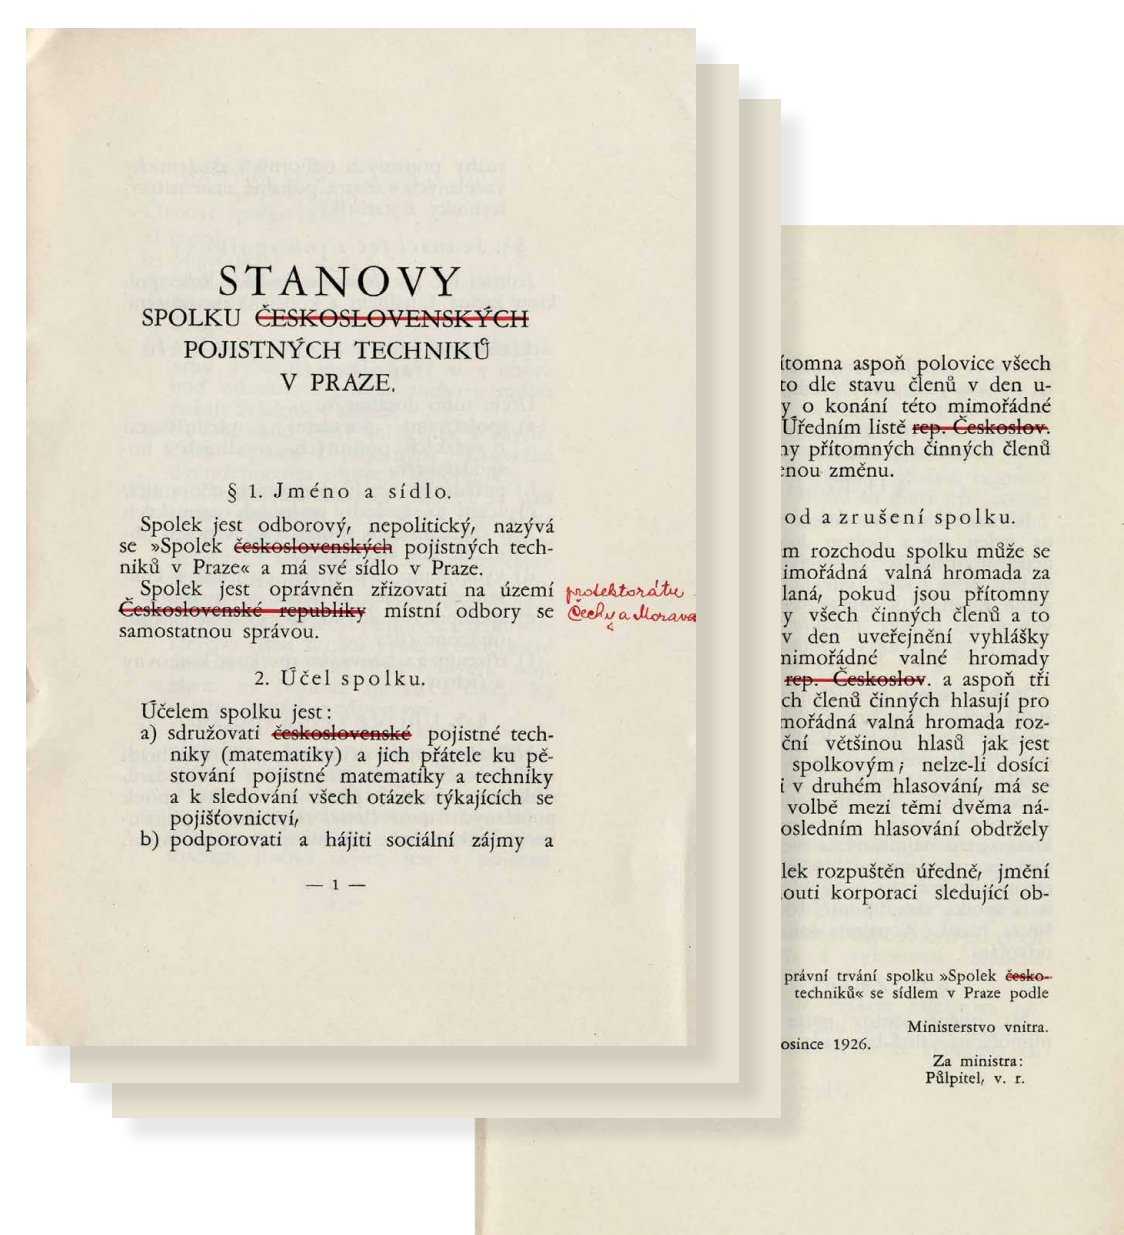 STANOVY
SPOLKU ČESKOSLOVENSKÝCH
POJISTNÝCH TECHNIKŮ
V PRAZE.
§ 1. Jméno a sídlo.
Spolek jest odborový, nepolitický, nazývá
se »Spolek československých pojistných tech-
niků v Praze« a má své sídlo v Praze.
Spolek jest oprávněn zřizovati na území
Československé republiky místní odbory se
samostatnou správou.
protektorátu
Čechy a Morava
2. Účel spolku.
Účelem spolku jest:
a) sdružovati československé pojistné tech-
niky (matematiky) a jich přátele ku pě-
stování pojistné matematiky a techniky
a k sledování všech otázek týkajících se
pojišťovnictví,
b) podporovati a hájiti sociální zájmy a
— 1 —
ítomna aspoň polovice všech
to dle stavu členů v den u-
y o konání této mimořádné
Úředním listě rep. Českoslov.
ny přítomných činných členů
enou změnu.
od a zrušení spolku.
m rozchodu spolku může se
imořádná valná hromada za
laná, pokud jsou přítomny
y všech činných členů a to
v den uveřejnění vyhlášky
mimořádné valné hromady
rep. Českoslov. a aspoň tři
ch členů činných hlasují pro
mořádná valná hromada roz-
ční většinou hlasů jak jest
spolkovým; nelze-li dosíci
i v druhém hlasování, má se
volbě mezi těmi dvěma ná-
osledním hlasování obdržely
lek rozpuštěn úředně, jmění
outi korporaci sledující ob-
právní trvání spolku »Spolek česko-
techniků« se sídlem v Praze podle
Ministerstvo vnitra.
osince 1926.
Za ministra:
Půlpitel, v. r.